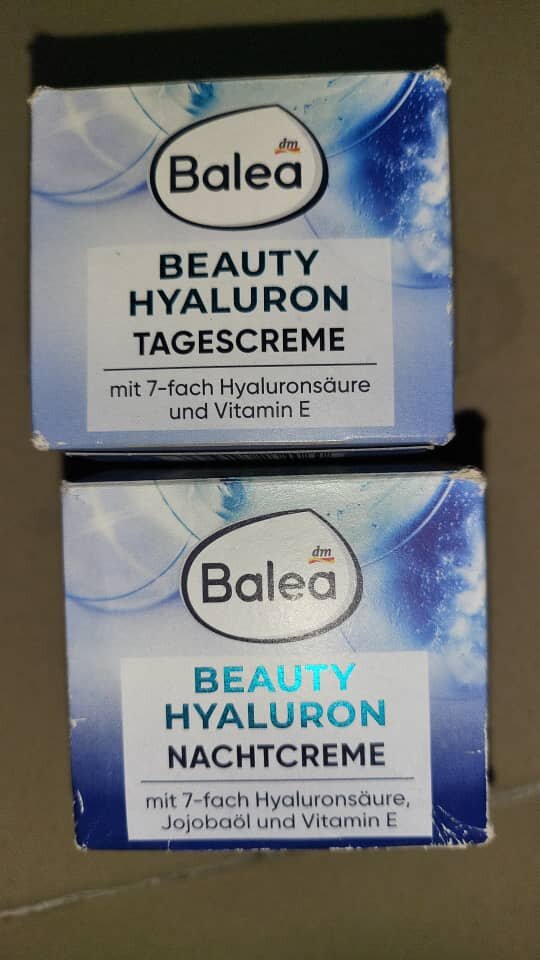 dm
Balea
BEAUTY
HYALURON
TAGESCREME
mit 7-fach Hyaluronsäure
und Vitamin E
dm
Balea
BEAUTY
HYALURON
NACHTCREME
mit 7-fach Hyaluronsäure,
Jojobaöl und Vitamin E